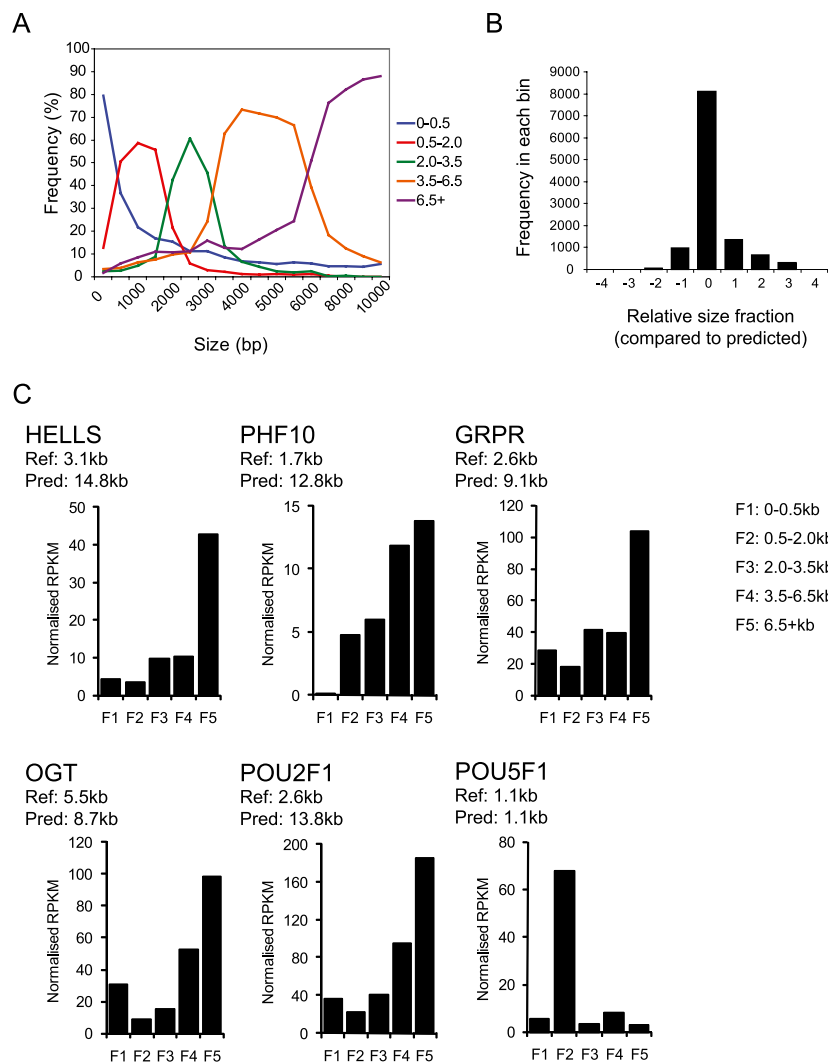 A
Frequency (%)
100
90
80
70
60
50
40
30
20
10
0
0
1000
2000
3000
4000
5000
6000
8000
10000
Size (bp)
0-0.5
0.5-2.0
2.0-3.5
3.5-6.5
6.5+
B
Frequency in each bin
9000
8000
7000
6000
5000
4000
3000
2000
1000
0
-4 -3 -2 -1 0 1 2 3 4
Relative size fraction
(compared to predicted)
C
HELLS
Ref: 3.1kb
Pred: 14.8kb
Normalised RPKM
50
40
30
20
10
0
F1 F2 F3 F4 F5
PHF10
Ref: 1.7kb
Pred: 12.8kb
Normalised RPKM
15
10
5
0
F1 F2 F3 F4 F5
GRPR
Ref: 2.6kb
Pred: 9.1kb
Normalised RPKM
120
100
80
60
40
20
0
F1 F2 F3 F4 F5
F1: 0-0.5kb
F2: 0.5-2.0kb
F3: 2.0-3.5kb
F4: 3.5-6.5kb
F5: 6.5+kb
OGT
Ref: 5.5kb
Pred: 8.7kb
Normalised RPKM
120
100
80
60
40
20
0
F1 F2 F3 F4 F5
POU2F1
Ref: 2.6kb
Pred: 13.8kb
Normalised RPKM
200
160
120
80
40
0
F1 F2 F3 F4 F5
POU5F1
Ref: 1.1kb
Pred: 1.1kb
Normalised RPKM
80
60
40
20
0
F1 F2 F3 F4 F5